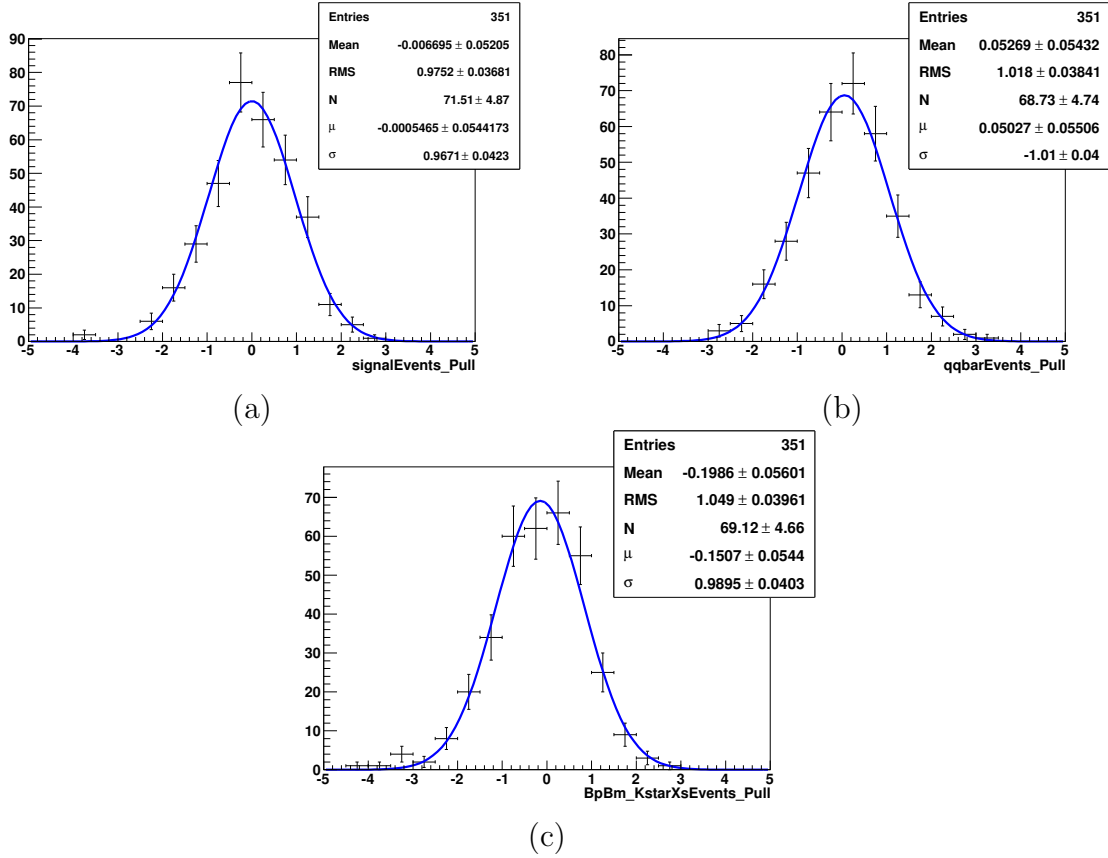 Entries 351
Mean -0.006695 ± 0.05205
RMS 0.9752 ± 0.03681
N 71.51 ± 4.87
μ -0.0005465 ± 0.0544173
σ 0.9671 ± 0.0423
90
80
70
60
50
40
30
20
10
0
-5 -4 -3 -2 -1 0 1 2 3 4 5
signalEvents_Pull
(a)
Entries 351
Mean 0.05269 ± 0.05432
RMS 1.018 ± 0.03841
N 68.73 ± 4.74
μ 0.05027 ± 0.05506
σ -1.01 ± 0.04
80
70
60
50
40
30
20
10
0
-5 -4 -3 -2 -1 0 1 2 3 4 5
qqbarEvents_Pull
(b)
Entries 351
Mean -0.1986 ± 0.05601
RMS 1.049 ± 0.03961
N 69.12 ± 4.66
μ -0.1507 ± 0.0544
σ 0.9895 ± 0.0403
70
60
50
40
30
20
10
0
-5 -4 -3 -2 -1 0 1 2 3 4 5
BpBm_KstarXsEvents_Pull
(c)